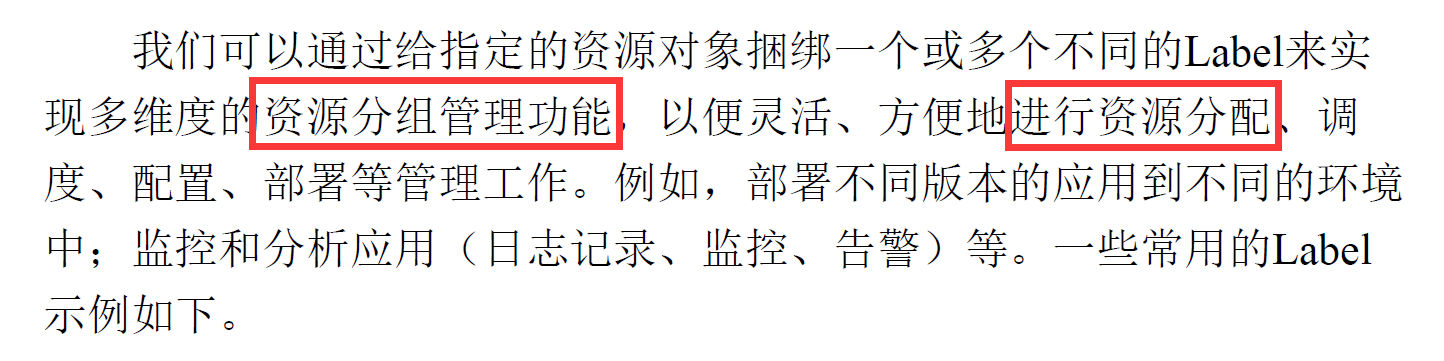 我们可以通过给指定的资源对象捆绑一个或多个不同的Label来实
现多维度的资源分组管理功能，以便灵活、方便地进行资源分配、调
度、配置、部署等管理工作。例如，部署不同版本的应用到不同的环境
中；监控和分析应用（日志记录、监控、告警）等。一些常用的Label
示例如下。